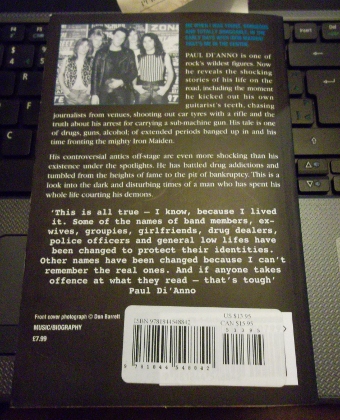 PAUL DI'ANNO is one of
rock's wildest figures. Now
he reveals the shocking
stories of his life on the
road, including the moment
he kicked out his own
guitarist's teeth, chasing
journalists from venues, shooting out car tyres with a rifle and the
truth about his arrest for carrying a sub-machine gun. His tale is one
of drugs, guns, alcohol; of extended periods banged up in and his
time fronting the mighty Iron Maiden.
His controversial antics off-stage are even more shocking than his
existence under the spotlights. He has battled drug addictions and
tumbled from the heights of fame to the pit of bankruptcy. This is a
look into the dark and disturbing times of a man who has spent his
whole life courting his demons.
'This is all true – I know, because I lived
it. Some of the names of band members, ex-
wives, groupies, girlfriends, drug dealers,
police officers and general low lifes have
been changed to protect their identities.
Other names have been changed because I can't
remember the real ones. And if anyone takes
offence at what they read – that's tough'
Paul Di'Anno
Front cover photograph © Dan Barrett
MUSIC/BIOGRAPHY
£7.99
US $13.95
CAN $15.95